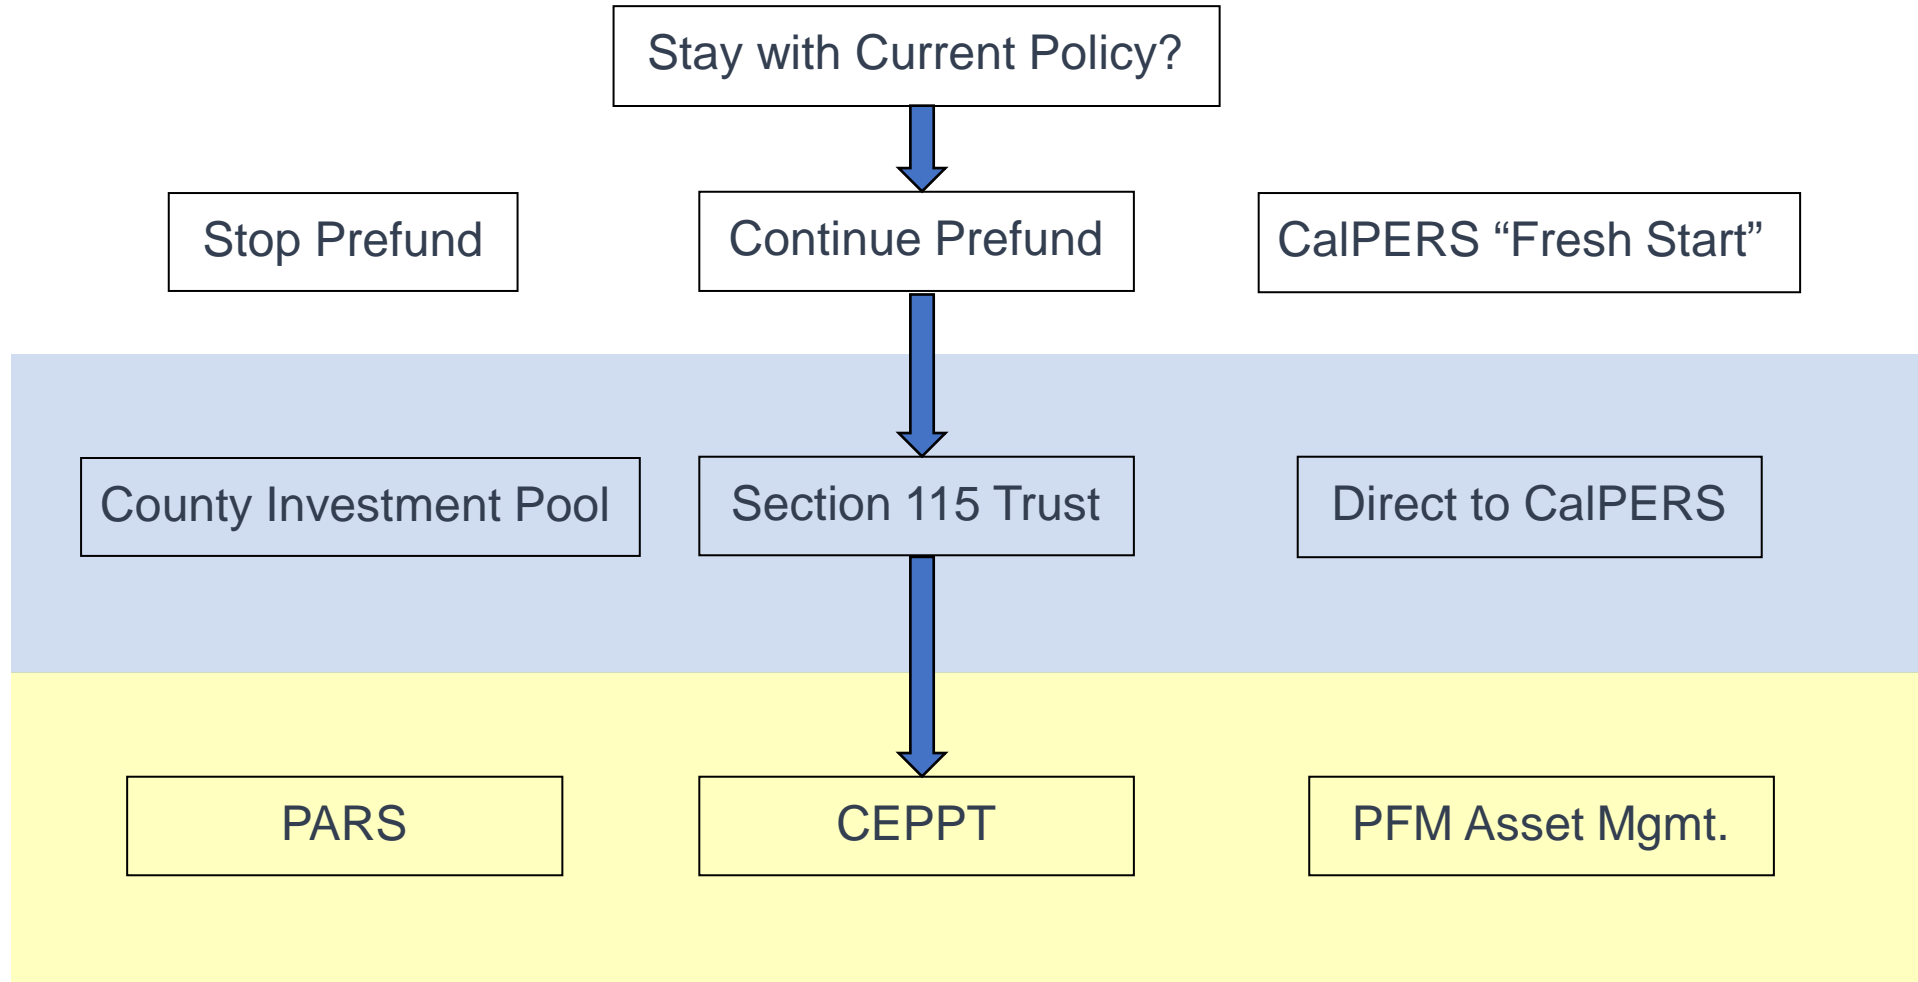 Stay with Current Policy?
Stop Prefund
Continue Prefund
CalPERS “Fresh Start”
County Investment Pool
Section 115 Trust
Direct to CalPERS
PARS
CEPPT
PFM Asset Mgmt.